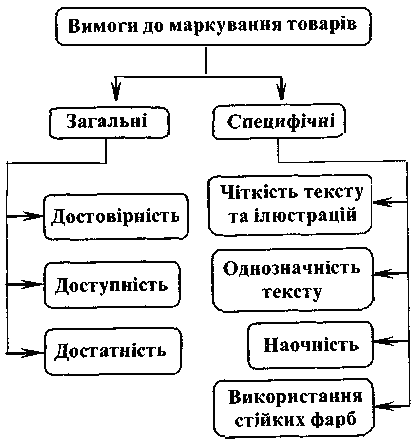 Вимоги до маркування товарів
Загальні
Достовірність
Доступність
Достатність
Специфічні
Чіткість тексту
та ілюстрацій
Однозначність
тексту
Наочність
Використання
стійких фарб